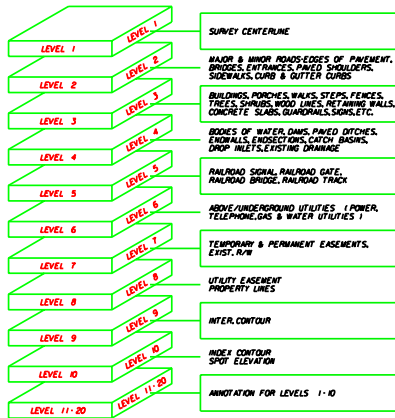 LEVEL 1
LEVEL 1
SURVEY CENTERLINE
LEVEL 2
LEVEL 2
MAJOR & MINOR ROADS-EDGES OF PAVEMENT,
BRIDGES, ENTRANCES, PAVED SHOULDERS,
SIDEWALKS, CURB & GUTTER CURBS
LEVEL 3
LEVEL 3
BUILDINGS, PORCHES, WALKS, STEPS, FENCES,
TREES, SHRUBS, WOOD LINES, RETAINING WALLS,
CONCRETE SLABS, GUARDRAILS, SIGNS, ETC.
LEVEL 4
LEVEL 4
BODIES OF WATER, DAMS, PAVED DITCHES,
ENDWALLS, ENDSECTIONS, CATCH BASINS,
DROP INLETS, EXISTING DRAINAGE
LEVEL 5
LEVEL 5
RAILROAD SIGNAL, RAILROAD GATE,
RAILROAD BRIDGE, RAILROAD TRACK
LEVEL 6
LEVEL 6
ABOVE/UNDERGROUND UTILITIES ( POWER,
TELEPHONE, GAS & WATER UTILITIES )
LEVEL 7
LEVEL 7
TEMPORARY & PERMANENT EASEMENTS,
EXIST. R/W
LEVEL 8
LEVEL 8
UTILITY EASEMENT
PROPERTY LINES
LEVEL 9
LEVEL 9
INTER. CONTOUR
LEVEL 10
LEVEL 10
INDEX CONTOUR
SPOT ELEVATION
LEVEL 11-20
LEVEL 11-20
ANNOTATION FOR LEVELS 1-10